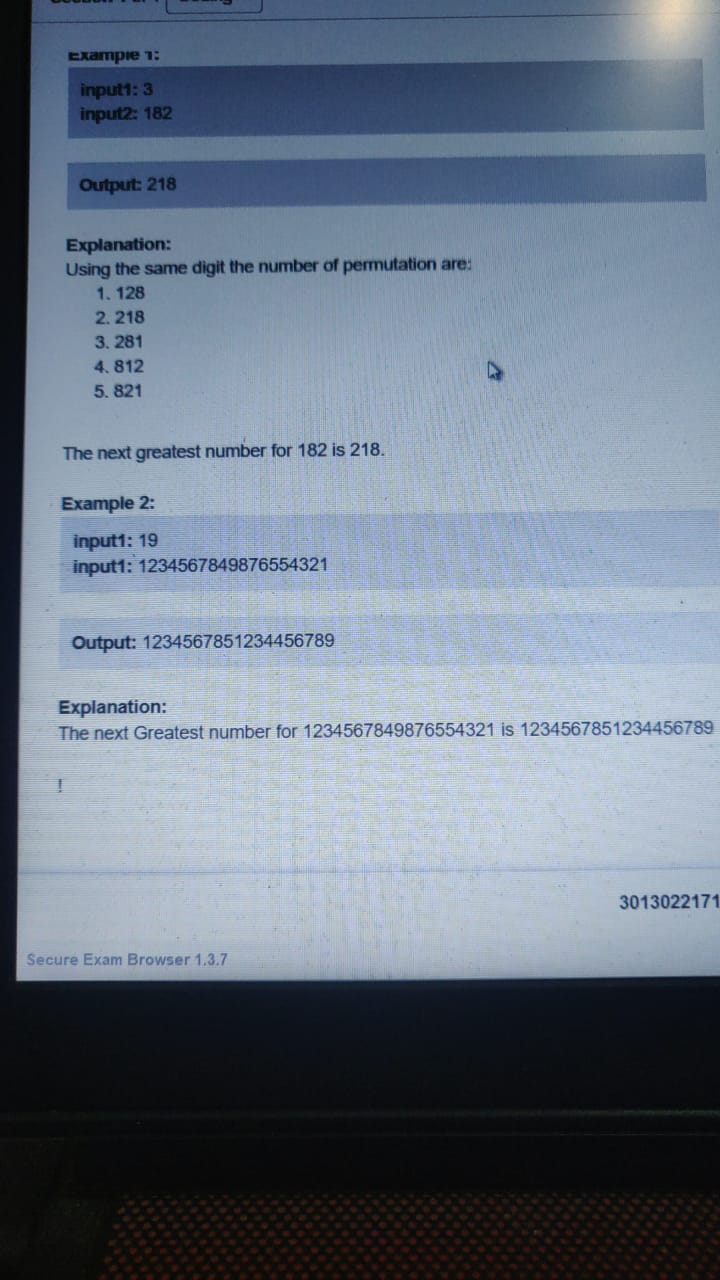 Example 1:
input1: 3
input2: 182
Output: 218
Explanation:
Using the same digit the number of permutation are:
1. 128
2. 218
3. 281
4. 812
5. 821
The next greatest number for 182 is 218.
Example 2:
input1: 19
input1: 1234567849876554321
Output: 1234567851234456789
Explanation:
The next Greatest number for 1234567849876554321 is 1234567851234456789
!
3013022171
Secure Exam Browser 1.3.7